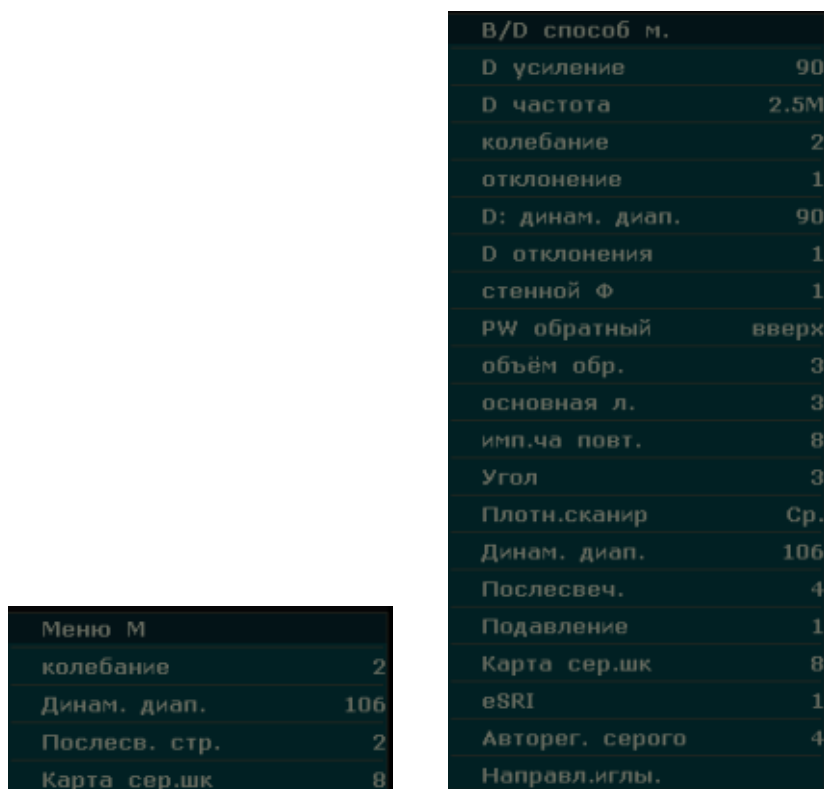 Меню М
колебание 2
Динам. диап. 106
Послесв. стр. 2
Карта сер.шк 8
B/D способ м.
D усиление 90
D частота 2.5M
колебание 2
отклонение 1
D: динам. диап. 90
D отклонения 1
стенной Ф 1
PW обратный вверх
объём обр. 3
основная л. 3
имп.ча повт. 8
Угол 3
Плотн.сканир Ср.
Динам. диап. 106
Послесвеч. 4
Подавление 1
Карта сер.шк 8
eSRI 1
Авторег. серого 4
Направл.иглы.